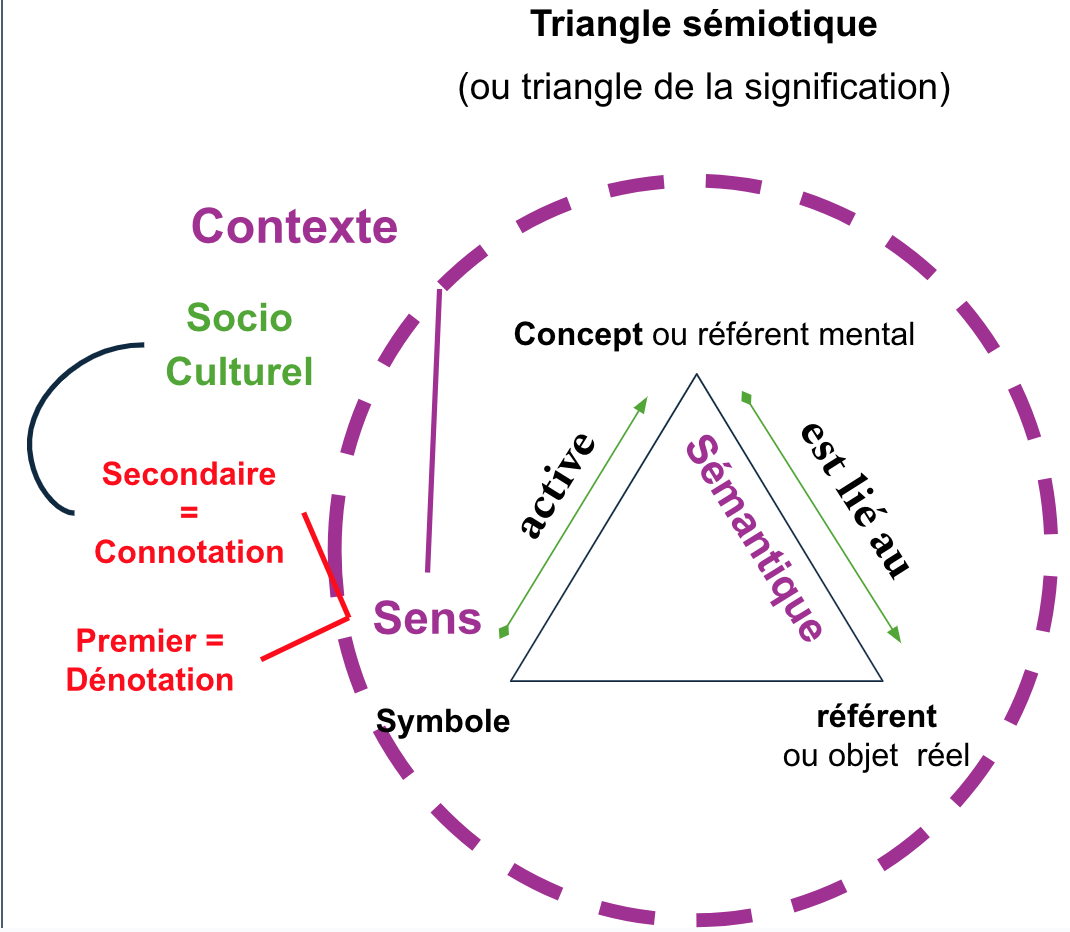 Triangle sémiotique
(ou triangle de la signification)
Contexte
Socio
Culturel
Concept ou référent mental
active
est lié au
Sémantique
Secondaire
=
Connotation
Sens
Premier =
Dénotation
Symbole
référent
ou objet  réel